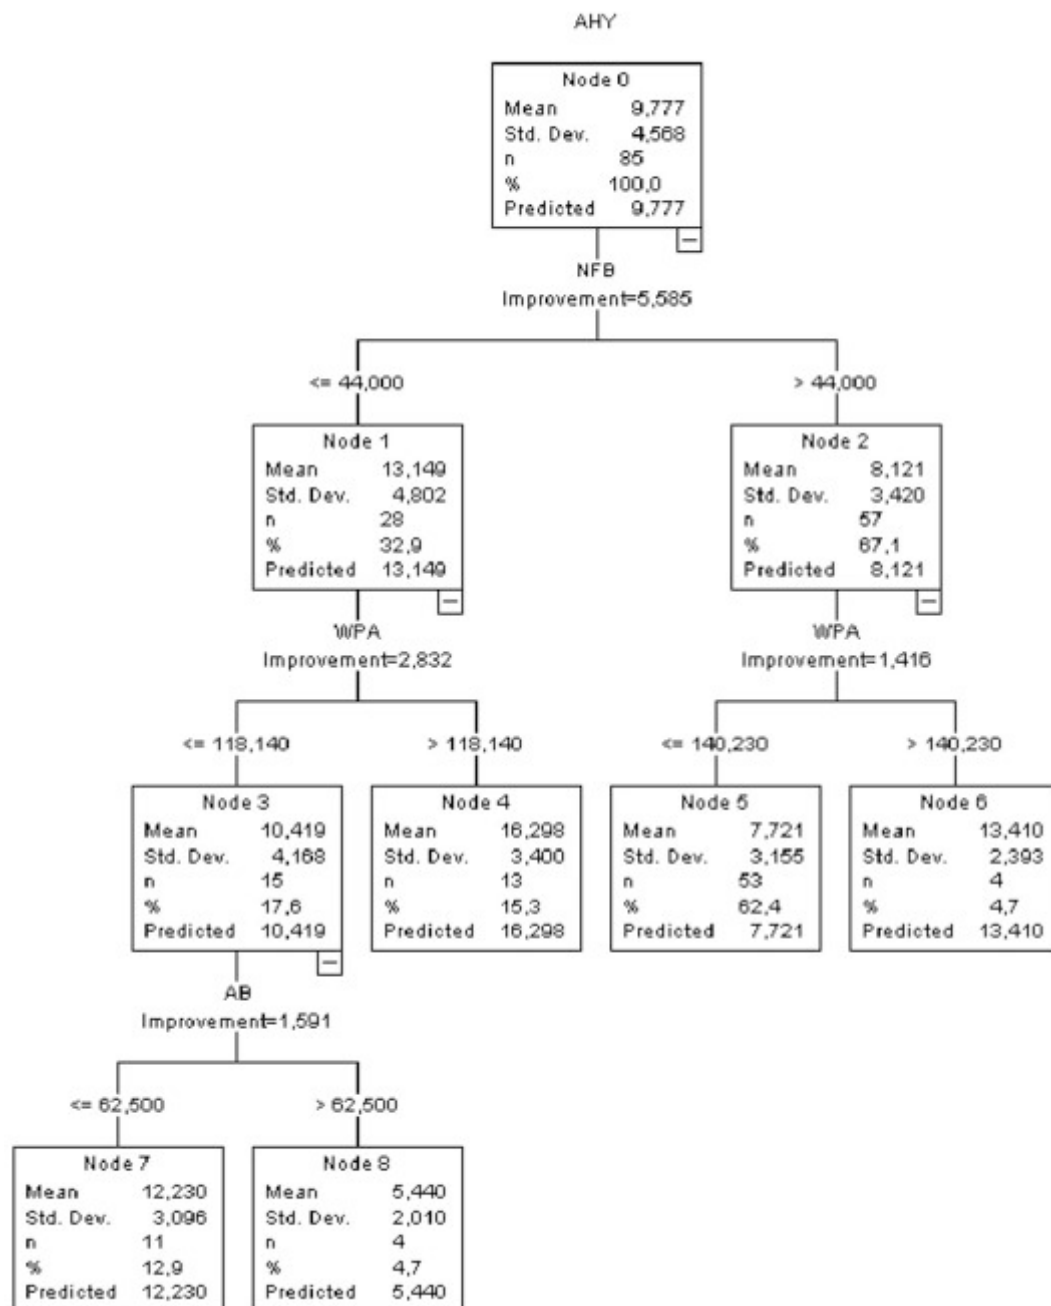 AHY
Node 0
Mean 9,777
Std. Dev. 4,568
n 85
% 100,0
Predicted 9,777
NFB
Improvement=5,585
<= 44,000
> 44,000
Node 1
Mean 13,149
Std. Dev. 4,802
n 28
% 32,9
Predicted 13,149
Node 2
Mean 8,121
Std. Dev. 3,420
n 57
% 67,1
Predicted 8,121
WPA
Improvement=2,832
WPA
Improvement=1,416
<= 118,140
> 118,140
<= 140,230
> 140,230
Node 3
Mean 10,419
Std. Dev. 4,168
n 15
% 17,6
Predicted 10,419
Node 4
Mean 16,298
Std. Dev. 3,400
n 13
% 15,3
Predicted 16,298
Node 5
Mean 7,721
Std. Dev. 3,155
n 53
% 62,4
Predicted 7,721
Node 6
Mean 13,410
Std. Dev. 2,393
n 4
% 4,7
Predicted 13,410
AB
Improvement=1,591
<= 62,500
> 62,500
Node 7
Mean 12,230
Std. Dev. 3,096
n 11
% 12,9
Predicted 12,230
Node 8
Mean 5,440
Std. Dev. 2,010
n 4
% 4,7
Predicted 5,440